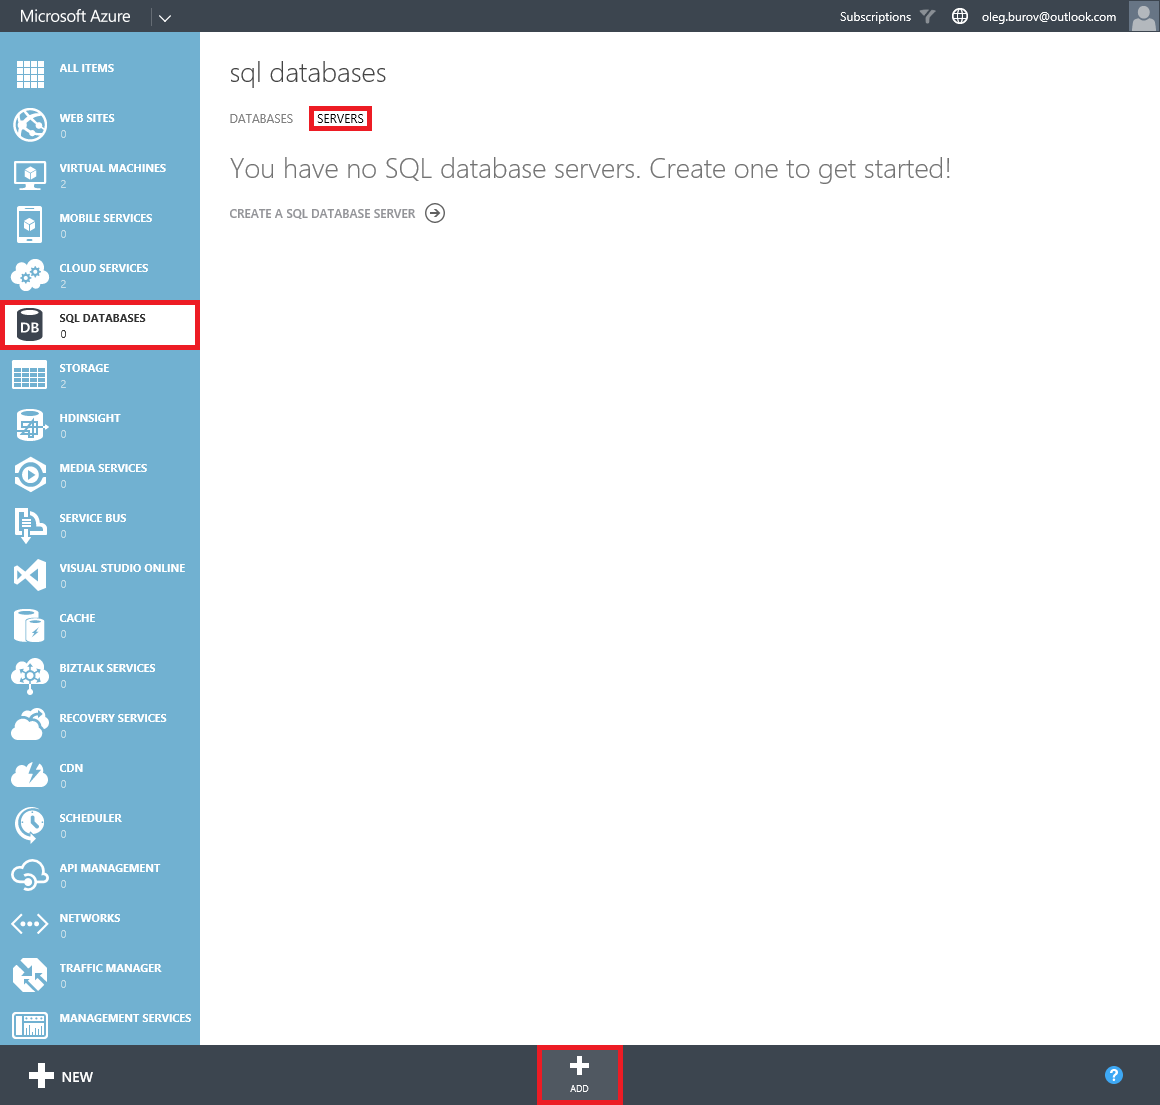 Microsoft Azure
Subscriptions
oleg.burov@outlook.com
ALL ITEMS
WEB SITES
0
VIRTUAL MACHINES
2
MOBILE SERVICES
0
CLOUD SERVICES
2
DB
SQL DATABASES
0
STORAGE
2
HDINSIGHT
0
MEDIA SERVICES
0
SERVICE BUS
0
VISUAL STUDIO ONLINE
0
CACHE
0
BIZTALK SERVICES
0
RECOVERY SERVICES
0
CDN
0
SCHEDULER
0
API MANAGEMENT
0
NETWORKS
0
TRAFFIC MANAGER
0
MANAGEMENT SERVICES
sql databases
DATABASES SERVERS
You have no SQL database servers. Create one to get started!
CREATE A SQL DATABASE SERVER
NEW
ADD
?